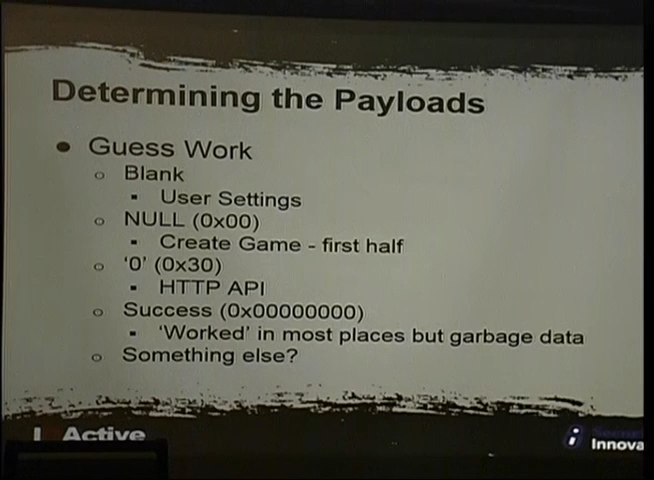 Determining the Payloads
● Guess Work
o Blank
▪ User Settings
o NULL (0x00)
▪ Create Game - first half
o ‘0’ (0x30)
▪ HTTP API
o Success (0x00000000)
▪ ‘Worked’ in most places but garbage data
o Something else?
Active
Innova